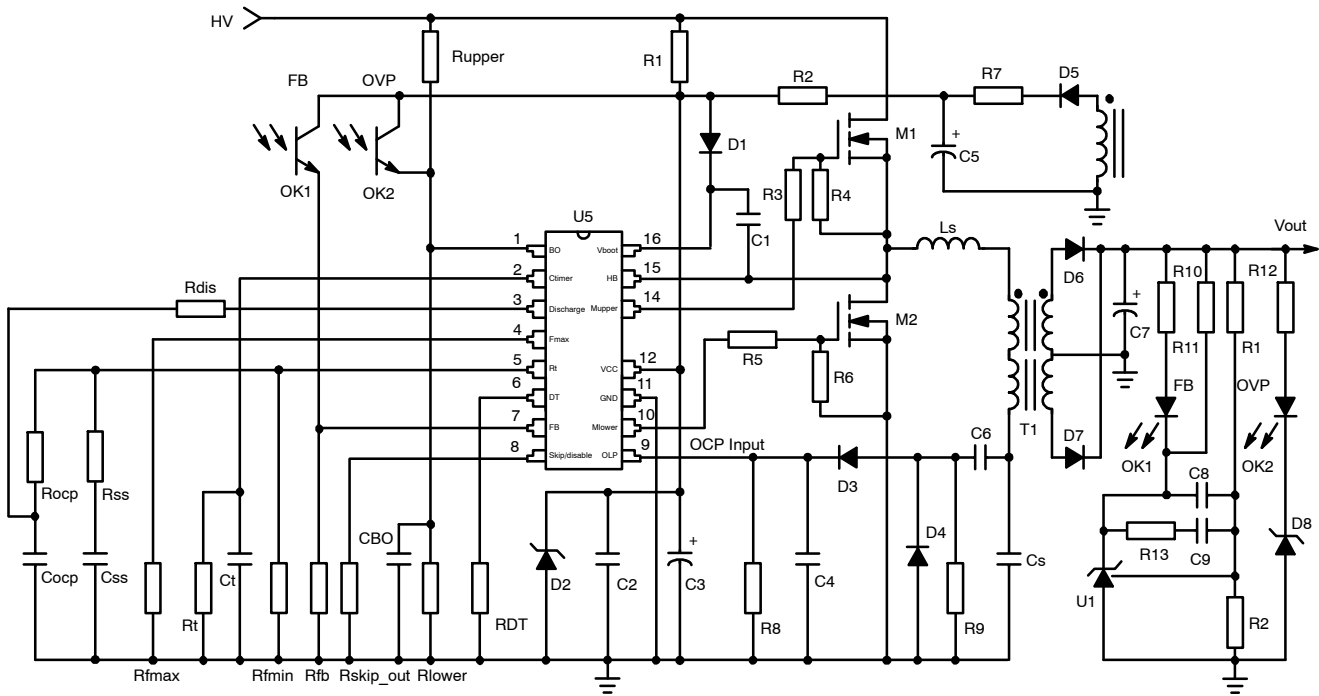 HV
Rupper
R1
FB
OVP
R2
R7
D5
M1
+
C5
D1
OK1
OK2
R3
R4
U5
C1
Ls
Vout
1
BO
Vboot
16
2
Ctimer
HB
15
3
Discharge
Mupper
14
4
Fmax
5
Rt
VCC
12
6
DT
GND
11
7
FB
Mlower
10
8
Skip/disable
OLP
9
Rdis
M2
R5
R6
D6
+
C7
R10
R11
R1
R12
FB
OVP
T1
D7
OK1
OK2
OCP Input
C6
D3
C8
D8
R13
C9
Rocp
Rss
CBO
+
D4
Cs
Cocp
Css
Ct
Rt
D2
C2
C3
C4
RDT
R8
R9
U1
R2
Rfmax
Rfmin
Rfb
Rskip_out
Rlower